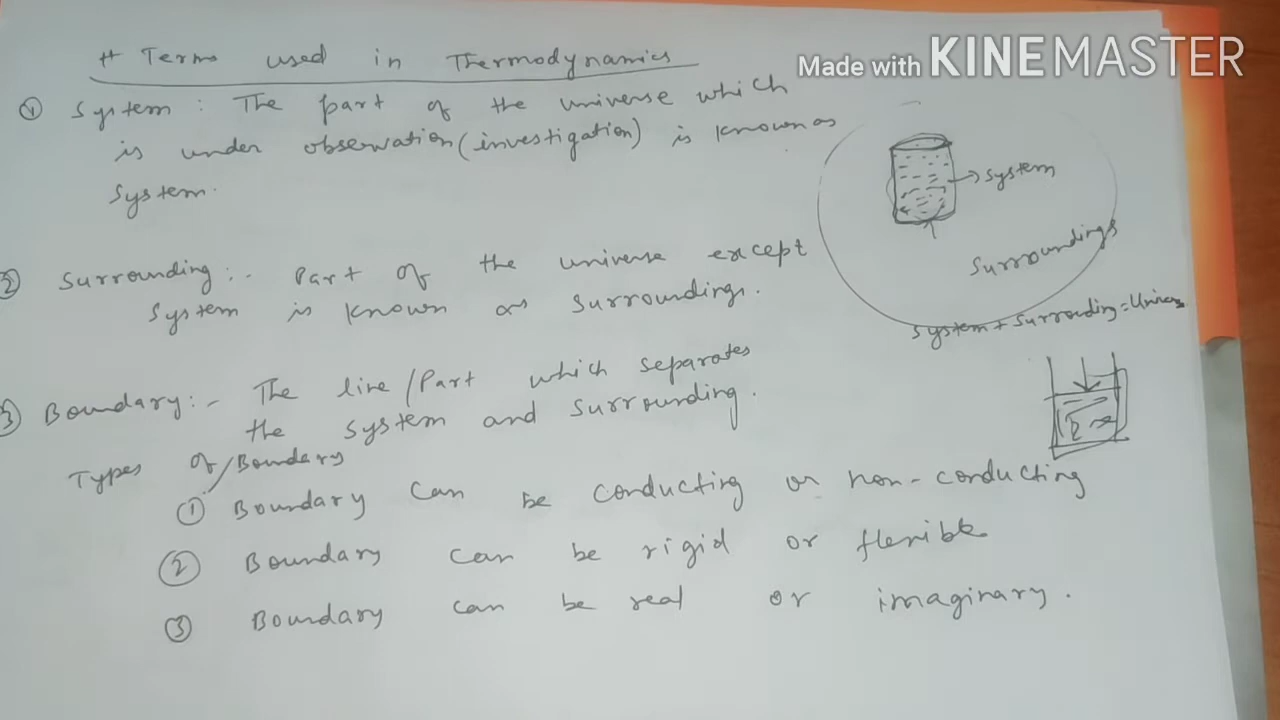 # Terms used in Thermodynamics
Made with KINEMASTER
① System : The part of the universe which
is under observation (investigation) is known as
System.
→ System
Surroundings
System + Surrounding = Univers
② Surrounding :- Part of the universe except
System is known as Surroundings.
③ Boundary :- The line/Part which separates
the system and surrounding.
Types of Boundary
① Boundary can be conducting or non-conducting
② Boundary can be rigid or flexible
③ Boundary can be real or imaginary.